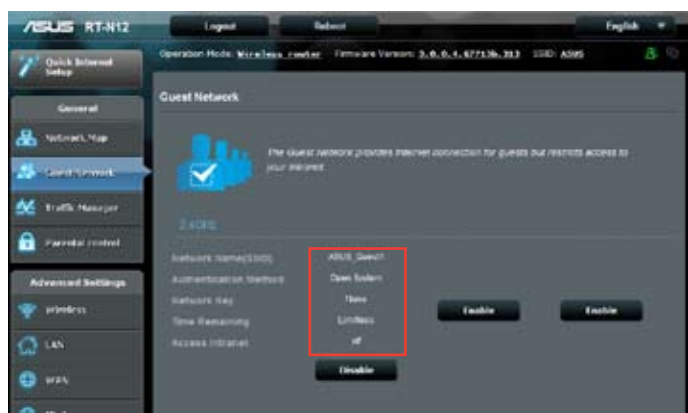 ASUS RT-N12
Logout
Reboot
English
Quick Internet Setup
Operation Mode: Wireless router Firmware Version: SSID: ASUS
General
Guest Network
Network Map
The Guest Network provides Internet connection for guests but restricts access to
your Intranet.
Guest Network
Traffic Manager
2.4GHz
Parental control
Network Name(SSID) ASUS_Guest1
Advanced Settings
Authentication Method Open System
Network Key None
Enable
Enable
Wireless
Time Remaining Limitless
Access Intranet off
LAN
Disable
WAN